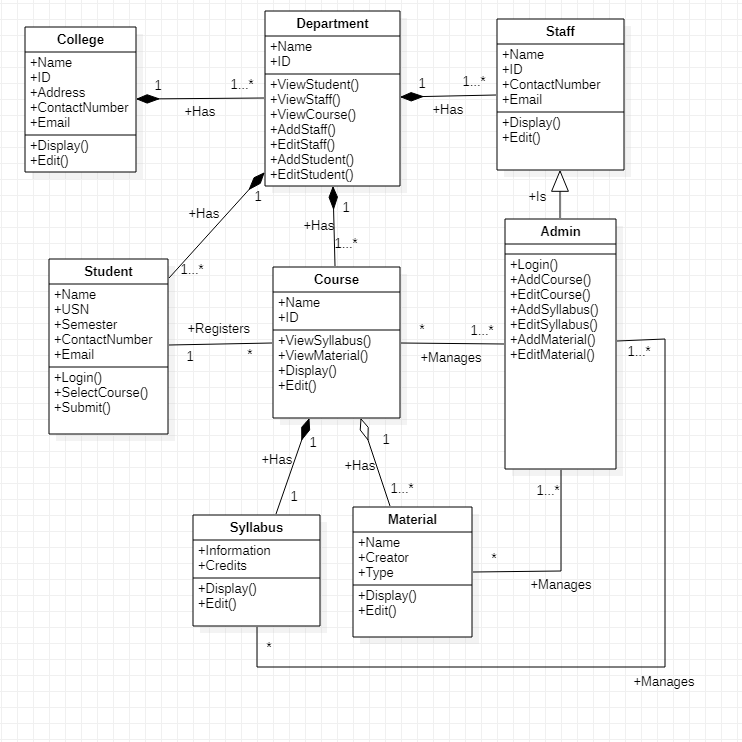 College
+Name
+ID
+Address
+ContactNumber
+Email
+Display()
+Edit()
1
1...*
+Has
Department
+Name
+ID
+ViewStudent()
+ViewStaff()
+ViewCourse()
+AddStaff()
+EditStaff()
+AddStudent()
+EditStudent()
1
1...*
+Has
Staff
+Name
+ID
+ContactNumber
+Email
+Display()
+Edit()
+Is
1
+Has
1...*
1
+Has
1...*
Student
+Name
+USN
+Semester
+ContactNumber
+Email
+Login()
+SelectCourse()
+Submit()
+Registers
1
*
Course
+Name
+ID
+ViewSyllabus()
+ViewMaterial()
+Display()
+Edit()
*
1...*
+Manages
Admin
+Login()
+AddCourse()
+EditCourse()
+AddSyllabus()
+EditSyllabus()
+AddMaterial()
+EditMaterial()
1...*
1
+Has
1
1
+Has
1...*
1...*
Syllabus
+Information
+Credits
+Display()
+Edit()
Material
+Name
+Creator
+Type
+Display()
+Edit()
*
+Manages
*
+Manages